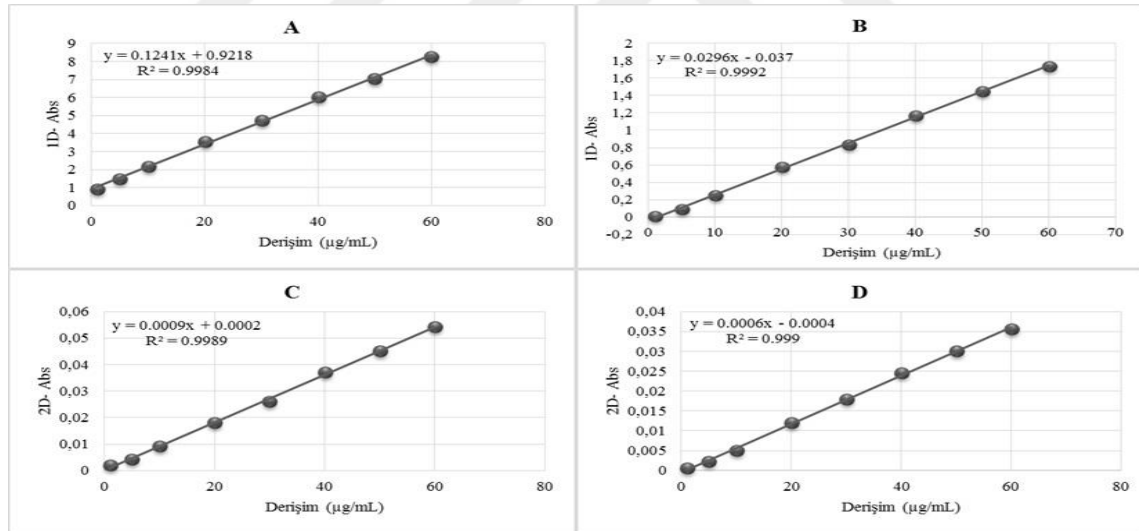 A
y = 0.1241x + 0.9218
R² = 0.9984
1D- Abs
9
8
7
6
5
4
3
2
1
0
0 20 40 60 80
Derişim (µg/mL)
B
y = 0.0296x - 0.037
R² = 0.9992
1D- Abs
2
1,8
1,6
1,4
1,2
1
0,8
0,6
0,4
0,2
0
-0,2
0 10 20 30 40 50 60 70
Derişim (µg/mL)
C
y = 0.0009x + 0.0002
R² = 0.9989
2D- Abs
0,06
0,05
0,04
0,03
0,02
0,01
0
0 20 40 60 80
Derişim (µg/mL)
D
y = 0.0006x - 0.0004
R² = 0.999
2D- Abs
0,04
0,035
0,03
0,025
0,02
0,015
0,01
0,005
0
0 20 40 60 80
Derişim (µg/mL)